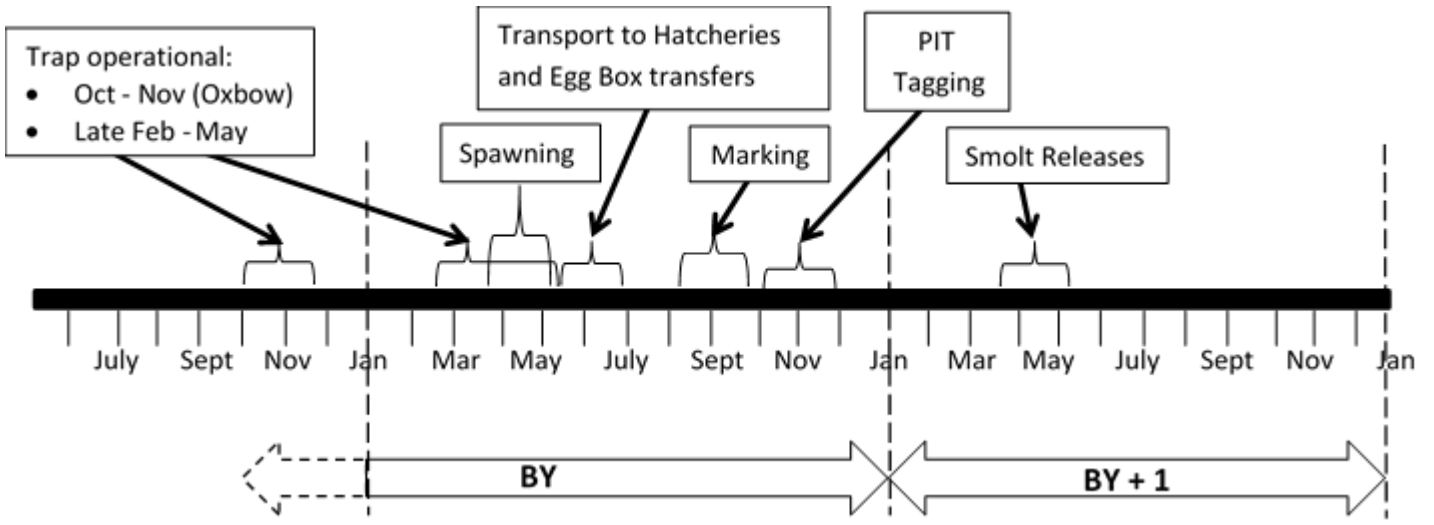 Trap operational:
• Oct - Nov (Oxbow)
• Late Feb - May
Transport to Hatcheries
and Egg Box transfers
PIT
Tagging
Spawning
Marking
Smolt Releases
July Sept Nov Jan Mar May July Sept Nov Jan Mar May July Sept Nov Jan
BY
BY + 1